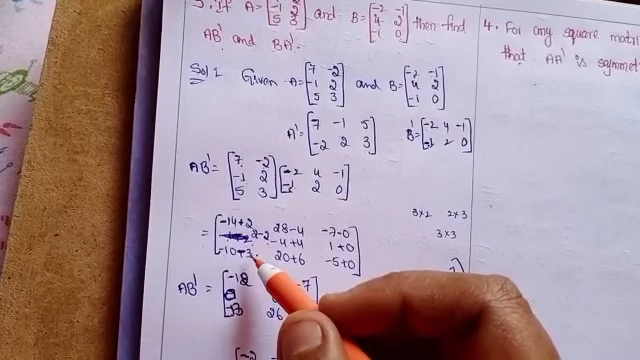 3. If A = [7 -2; -1 2; 5 3] and B = [-2 -1; 4 2; -1 0] then find
AB' and BA'.
Sol: Given A = [7 -2; -1 2; 5 3] and B = [-2 -1; 4 2; -1 0]
A' = [7 -1 5; -2 2 3] B' = [-2 4 -1; -1 2 0]
AB' = [7 -2; -1 2; 5 3] [-2 4 -1; -1 2 0]
3×2 2×3
3×3
= [-14+2 28-4 -7-0; 2-2 -4+4 1+0; -10-3 20+6 -5+0]
AB' = [-12 -7; 0; -13 26
[-2
4. For any square matri
that AA' is symmetri